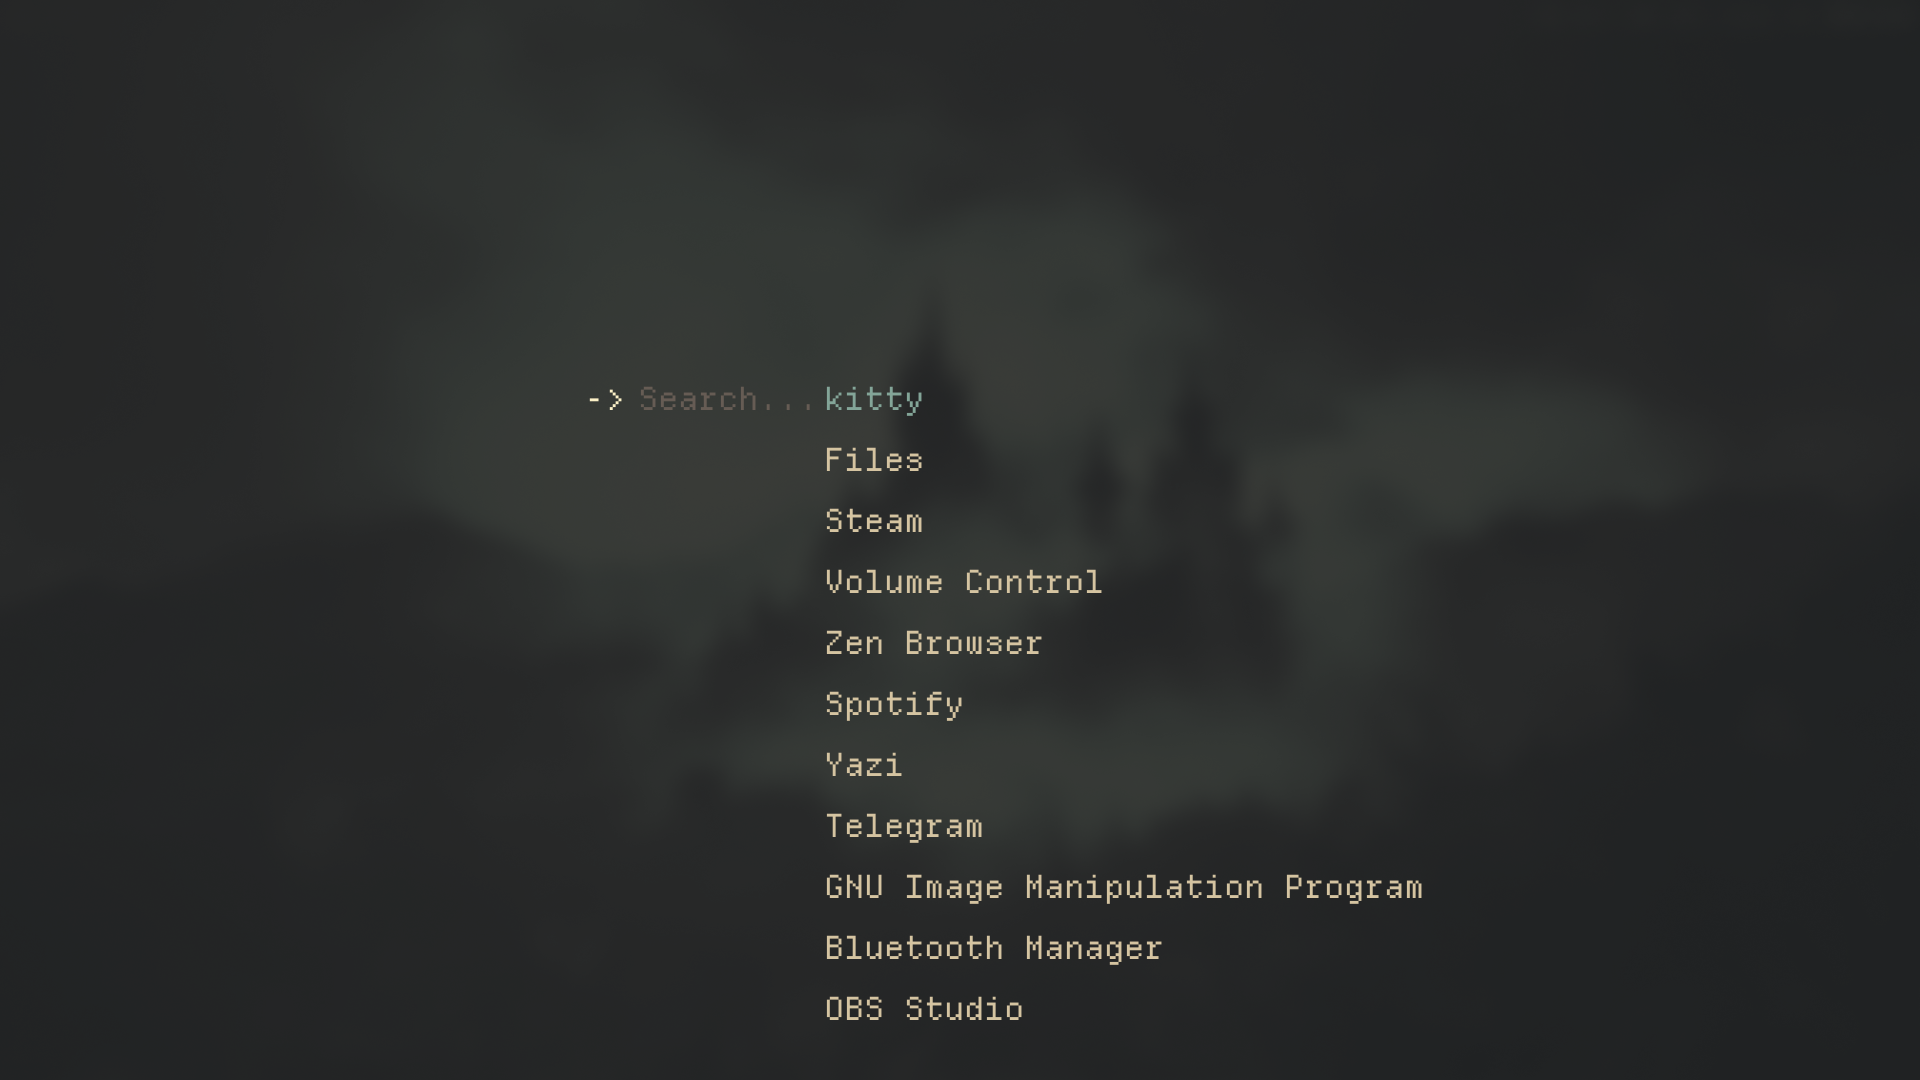 -> Search... kitty
Files
Steam
Volume Control
Zen Browser
Spotify
Yazi
Telegram
GNU Image Manipulation Program
Bluetooth Manager
OBS Studio